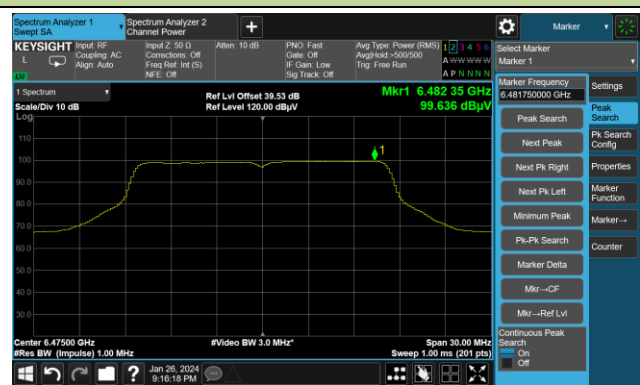 Spectrum Analyzer 1
Swept SA
Spectrum Analyzer 2
Channel Power
+
Marker
KEYSIGHT
L
LW
Input: RF
Coupling: AC
Align: Auto
Input Z: 50 Ω
Corrections: Off
Freq Ref: Int (S)
NFE: Off
Atten: 10 dB
PNO: Fast
Gate: Off
IF Gain: Low
Sig Track: Off
Avg Type: Power (RMS)
Avg|Hold:>500/500
Trig: Free Run
1 2 3 4 5 6
A W W W W W
A P N N N N
Select Marker
Marker 1
1 Spectrum
Scale/Div 10 dB
Ref Lvl Offset 39.53 dB
Ref Level 120.00 dBµV
Mkr1 6.482 35 GHz
99.636 dBµV
Log
110
100
90.0
80.0
70.0
60.0
50.0
40.0
30.0
1
Center 6.47500 GHz
#Res BW (Impulse) 1.00 MHz
#Video BW 3.0 MHz*
Span 30.00 MHz
Sweep 1.00 ms (201 pts)
Marker Frequency
6.481750000 GHz
Peak Search
Next Peak
Next Pk Right
Next Pk Left
Minimum Peak
Pk-Pk Search
Marker Delta
Mkr→CF
Mkr→Ref Lvl
Continuous Peak
Search
On
Off
Settings
Peak
Search
Pk Search
Config
Properties
Marker
Function
Marker→
Counter
?
Jan 26, 2024
9:16:18 PM